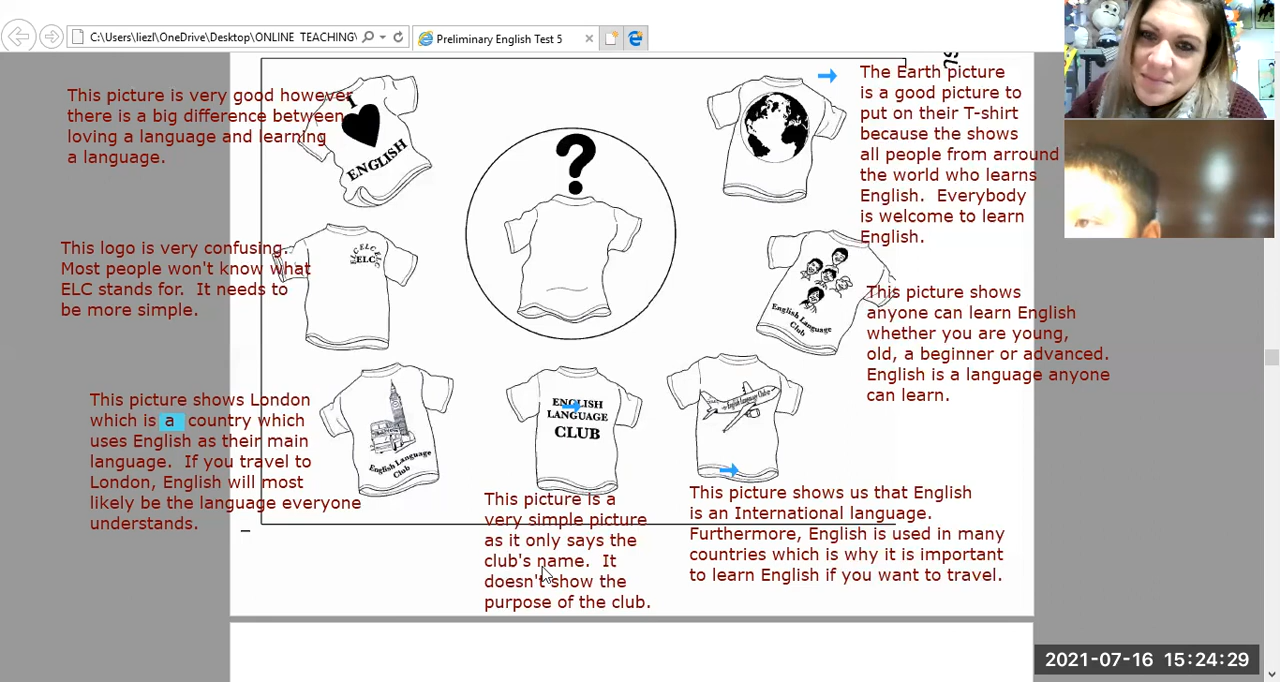 C:\Users\liezl\OneDrive\Desktop\ONLINE_TEACHING\
Preliminary English Test 5
This picture is very good however
there is a big difference between
loving a language and learning
a language.
I
ENGLISH
?
The Earth picture
is a good picture to
put on their T-shirt
because the shows
all people from arround
the world who learns
English. Everybody
is welcome to learn
English.
This logo is very confusing.
Most people won't know what
ELC stands for. It needs to
be more simple.
ELC
English Language
Club
This picture shows
anyone can learn English
whether you are young,
old, a beginner or advanced.
English is a language anyone
can learn.
This picture shows London
which is a country which
uses English as their main
language. If you travel to
London, English will most
likely be the language everyone
understands.
English Language
Club
ENGLISH
LANGUAGE
CLUB
This picture is a
very simple picture
as it only says the
club's name. It
doesn't show the
purpose of the club.
English Language Club
This picture shows us that English
is an International language.
Furthermore, English is used in many
countries which is why it is important
to learn English if you want to travel.
2021-07-16 15:24:29